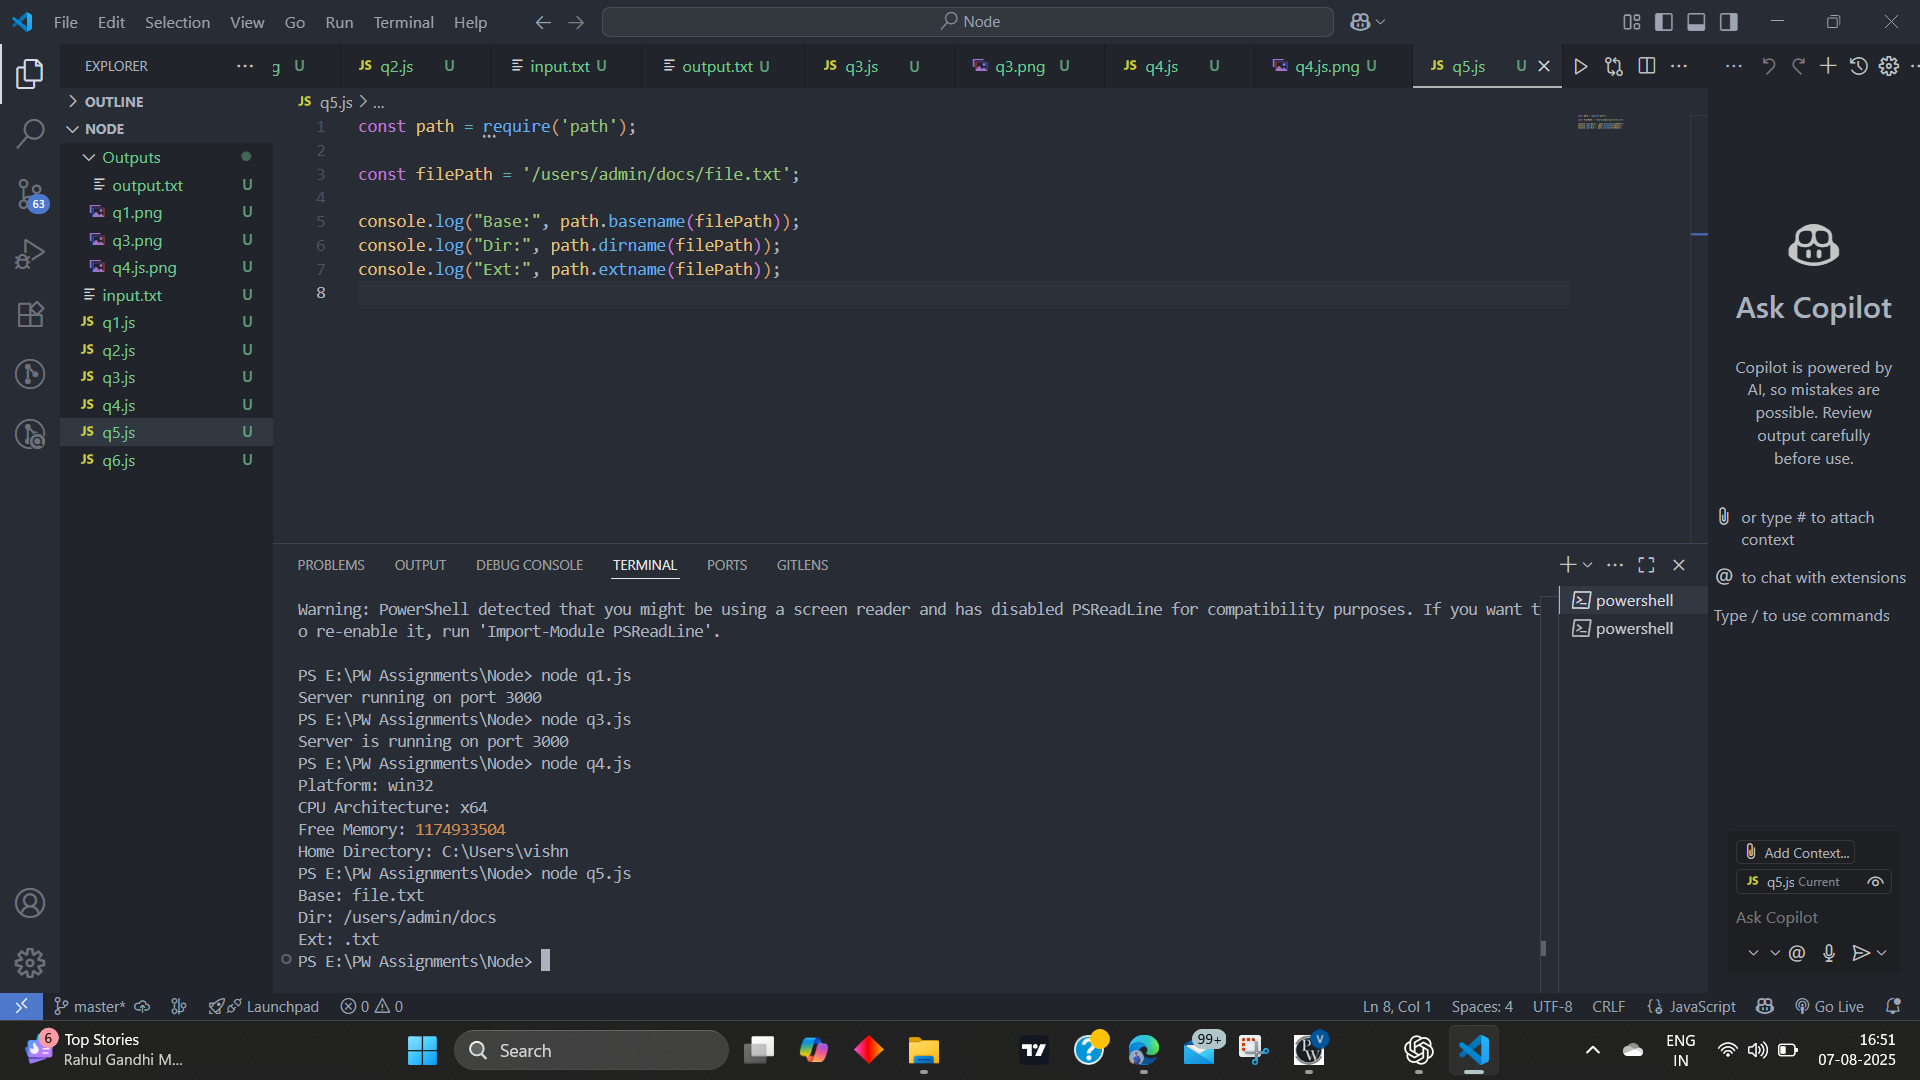 File Edit Selection View Go Run Terminal Help
Node
EXPLORER
g U
JS q2.js U
input.txt U
output.txt U
JS q3.js U
q3.png U
JS q4.js U
q4.js.png U
JS q5.js U
OUTLINE
NODE
Outputs
output.txt U
q1.png U
q3.png U
q4.js.png U
input.txt U
JS q1.js U
JS q2.js U
JS q3.js U
JS q4.js U
JS q5.js U
JS q6.js U
63
JS q5.js > ...
1 const path = require('path');
2
3 const filePath = '/users/admin/docs/file.txt';
4
5 console.log("Base:", path.basename(filePath));
6 console.log("Dir:", path.dirname(filePath));
7 console.log("Ext:", path.extname(filePath));
8
Ask Copilot
Copilot is powered by
AI, so mistakes are
possible. Review
output carefully
before use.
or type # to attach
context
@ to chat with extensions
Type / to use commands
Add Context...
JS q5.js Current
Ask Copilot
@
PROBLEMS OUTPUT DEBUG CONSOLE TERMINAL PORTS GITLENS
Warning: PowerShell detected that you might be using a screen reader and has disabled PSReadLine for compatibility purposes. If you want t
o re-enable it, run 'Import-Module PSReadLine'.
PS E:\PW Assignments\Node> node q1.js
Server running on port 3000
PS E:\PW Assignments\Node> node q3.js
Server is running on port 3000
PS E:\PW Assignments\Node> node q4.js
Platform: win32
CPU Architecture: x64
Free Memory: 1174933504
Home Directory: C:\Users\vishn
PS E:\PW Assignments\Node> node q5.js
Base: file.txt
Dir: /users/admin/docs
Ext: .txt
PS E:\PW Assignments\Node>
powershell
powershell
master* Launchpad 0 0
Ln 8, Col 1 Spaces: 4 UTF-8 CRLF {} JavaScript Go Live
6
Top Stories
Rahul Gandhi M...
Search
99+
V
ENG
IN
16:51
07-08-2025